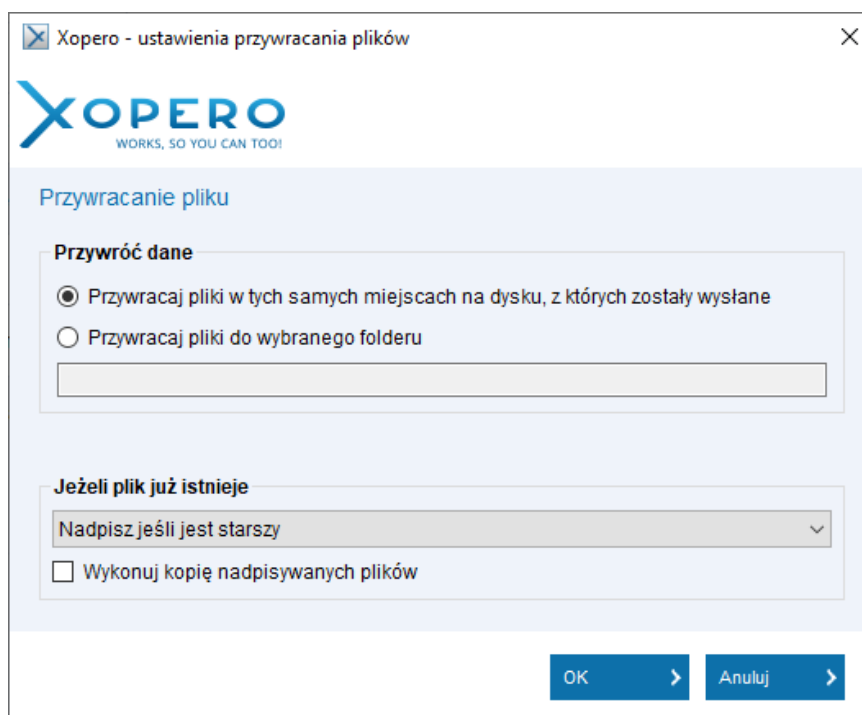 Xopero - ustawienia przywracania plików
XOPERO
WORKS, SO YOU CAN TOO!
Przywracanie pliku
Przywróć dane
Przywracaj pliki w tych samych miejscach na dysku, z których zostały wysłane
Przywracaj pliki do wybranego folderu
Jeżeli plik już istnieje
Nadpisz jeśli jest starszy
Wykonuj kopię nadpisywanych plików
OK
Anuluj